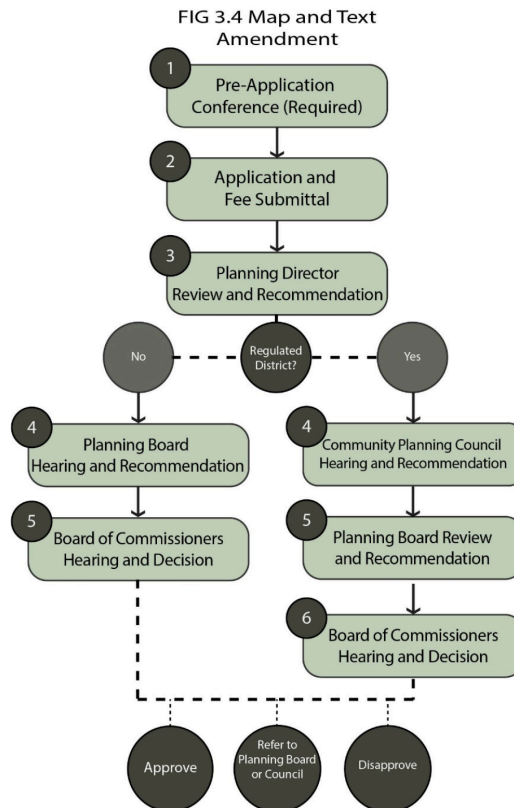 FIG 3.4 Map and Text
Amendment
1
Pre-Application
Conference (Required)
2
Application and
Fee Submittal
3
Planning Director
Review and Recommendation
No
Regulated
District?
Yes
4
Planning Board
Hearing and Recommendation
5
Board of Commissioners
Hearing and Decision
4
Community Planning Council
Hearing and Recommendation
5
Planning Board Review
and Recommendation
6
Board of Commissioners
Hearing and Decision
Approve
Refer to
Planning Board
or Council
Disapprove